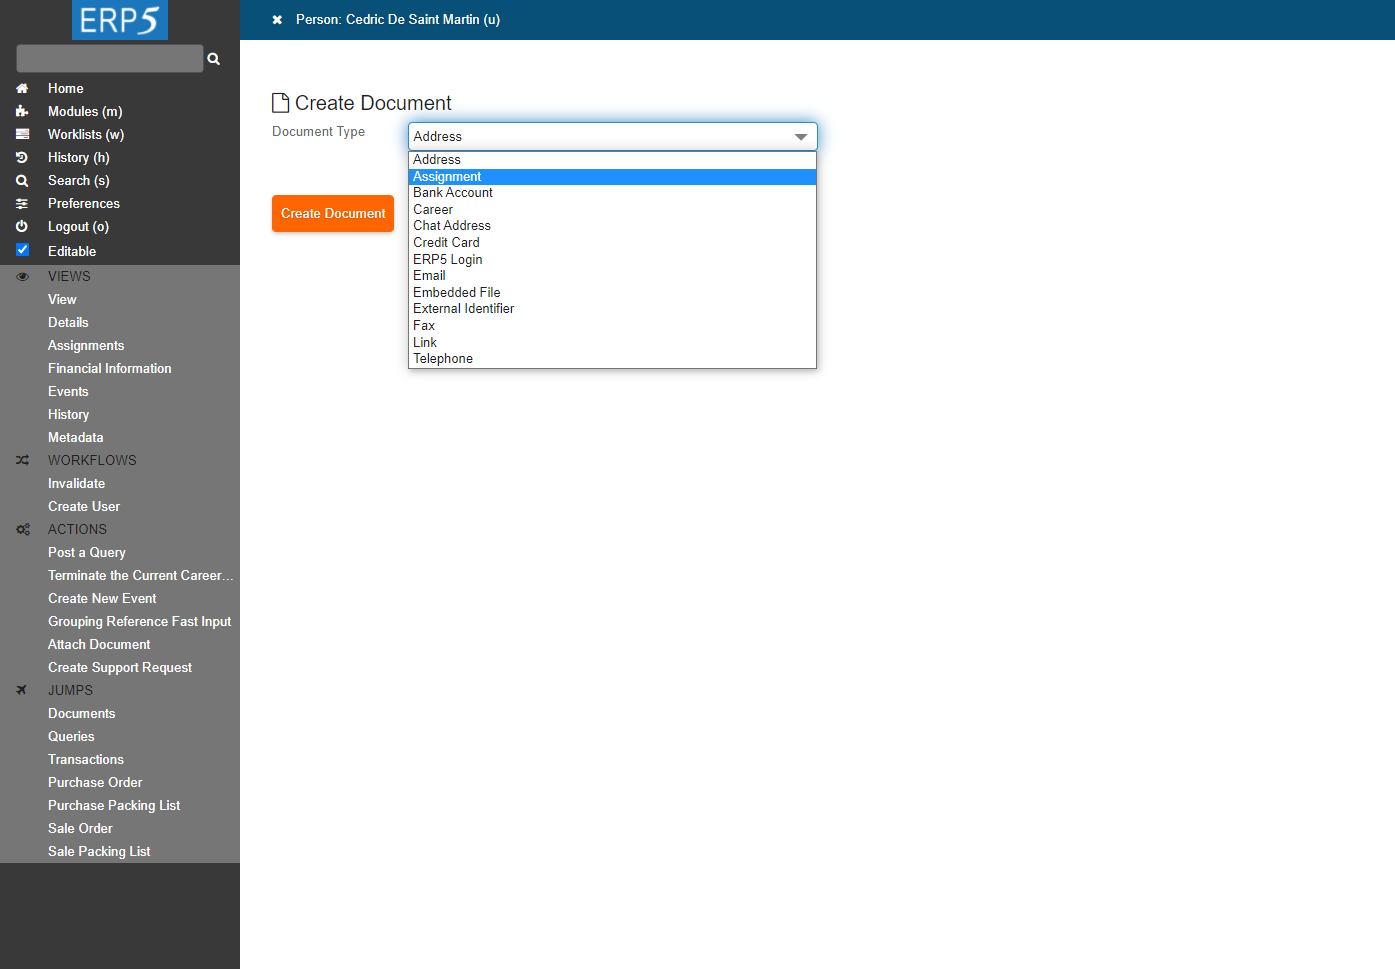 ERP5
Person: Cedric De Saint Martin (u)
Home
Modules (m)
Worklists (w)
History (h)
Search (s)
Preferences
Logout (o)
Editable
VIEWS
View
Details
Assignments
Financial Information
Events
History
Metadata
WORKFLOWS
Invalidate
Create User
ACTIONS
Post a Query
Terminate the Current Career...
Create New Event
Grouping Reference Fast Input
Attach Document
Create Support Request
JUMPS
Documents
Queries
Transactions
Purchase Order
Purchase Packing List
Sale Order
Sale Packing List
Create Document
Document Type
Address
Address
Assignment
Bank Account
Career
Chat Address
Credit Card
ERP5 Login
Email
Embedded File
External Identifier
Fax
Link
Telephone
Create Document